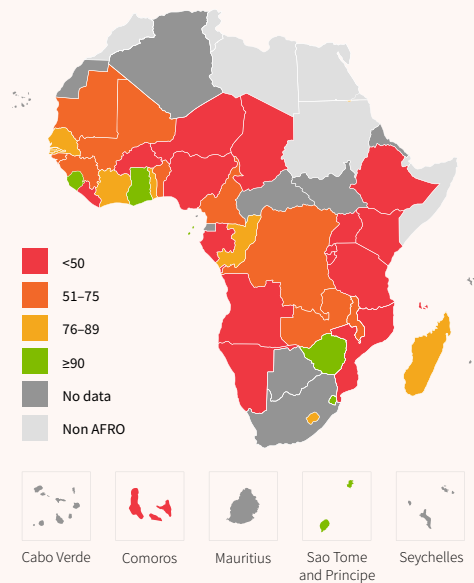 <50
51–75
76–89
≥90
No data
Non AFRO
Cabo Verde
Comoros
Mauritius
Sao Tome
and Principe
Seychelles